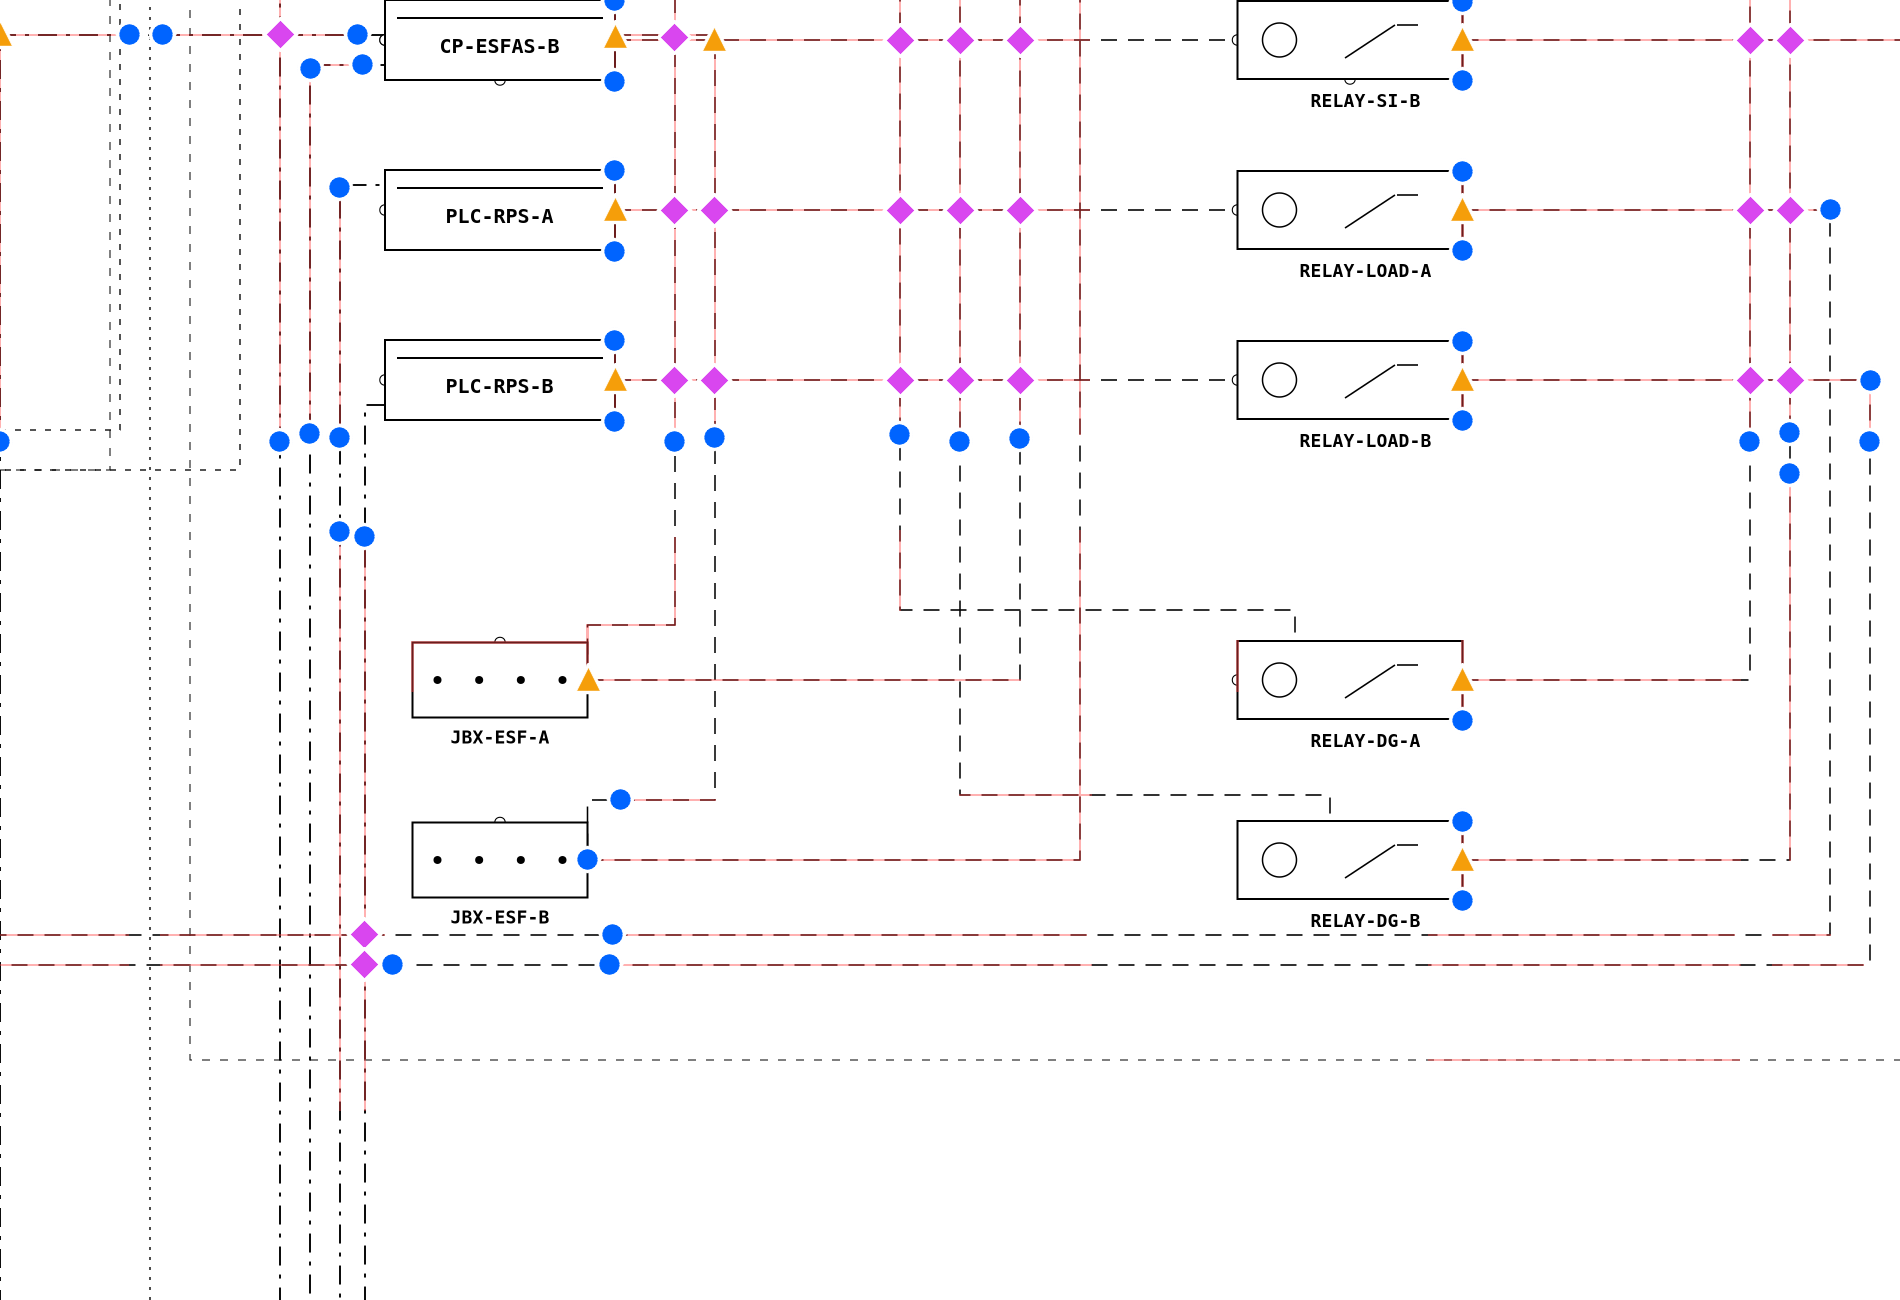 CP-ESFAS-B
RELAY-SI-B
PLC-RPS-A
RELAY-LOAD-A
PLC-RPS-B
RELAY-LOAD-B
JBX-ESF-A
RELAY-DG-A
JBX-ESF-B
RELAY-DG-B